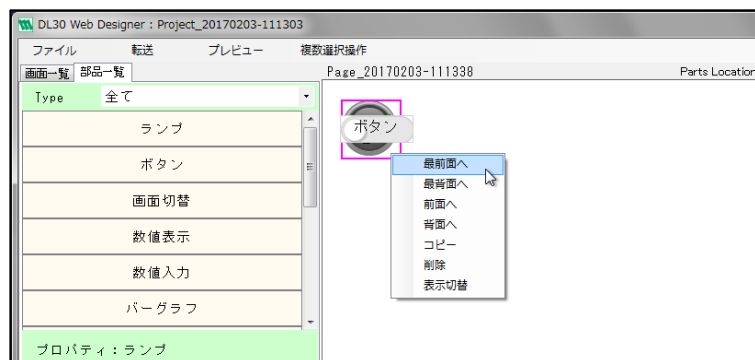 DL30 Web Designer : Project_20170203-111303
ファイル 転送 プレビュー 複数選択操作
画面一覧 部品一覧 Page_20170203-111338 Parts Location
Type 全て
ランプ
ボタン
画面切替
数値表示
数値入力
バーグラフ
プロパティ：ランプ
ボタン
最前面へ
最背面へ
前面へ
背面へ
コピー
削除
表示切替